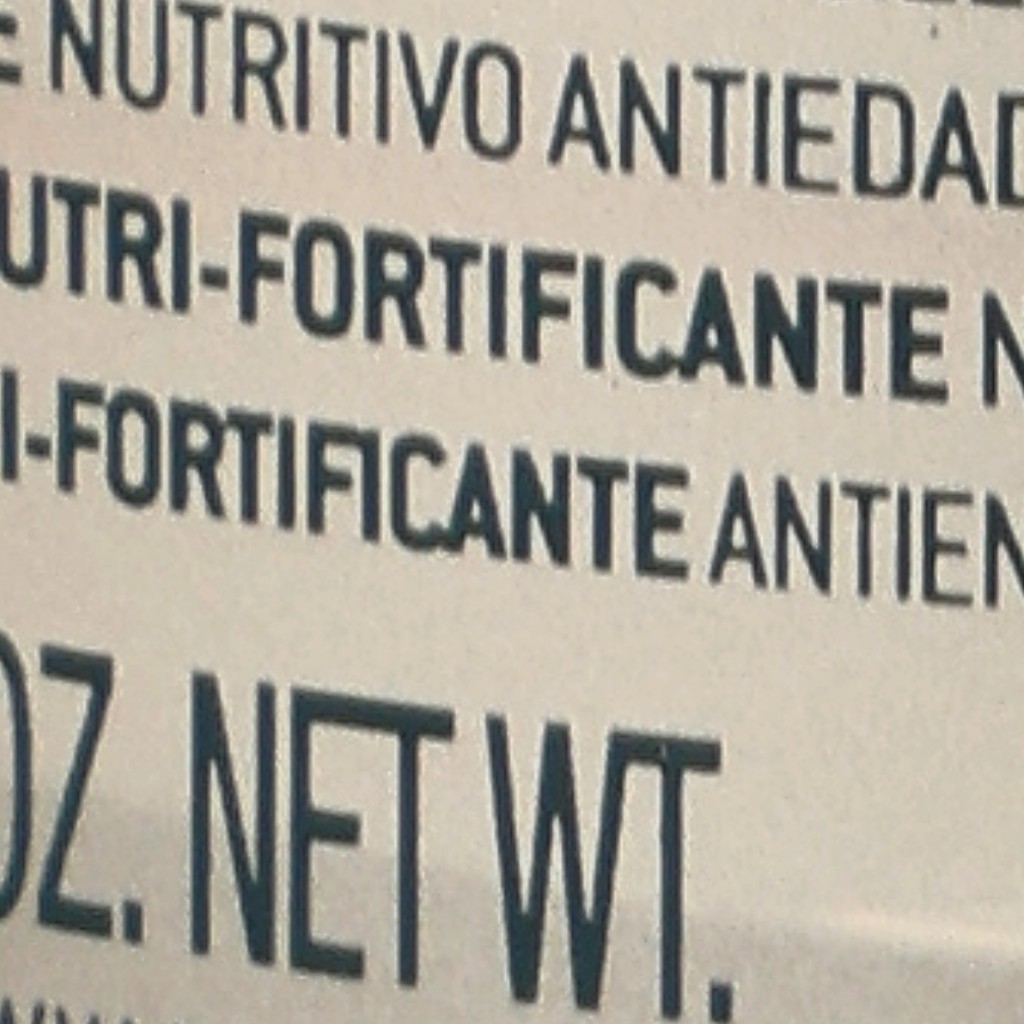 E NUTRITIVO ANTIEDAD
UTRI-FORTIFICANTE N
I-FORTIFICANTE ANTIEN
OZ. NET WT.